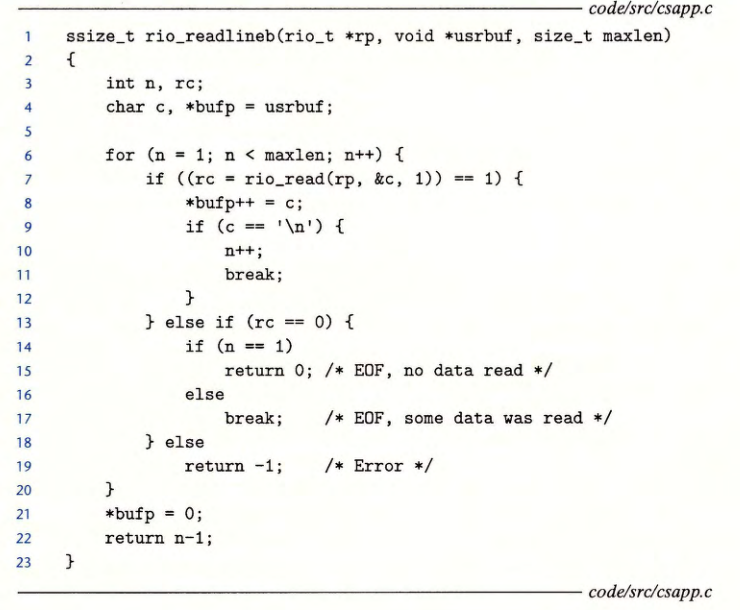 code/src/csapp.c
1 ssize_t rio_readlineb(rio_t *rp, void *usrbuf, size_t maxlen)
2 {
3     int n, rc;
4     char c, *bufp = usrbuf;
5
6     for (n = 1; n < maxlen; n++) {
7         if ((rc = rio_read(rp, &c, 1)) == 1) {
8             *bufp++ = c;
9             if (c == '\n') {
10                 n++;
11                 break;
12             }
13         } else if (rc == 0) {
14             if (n == 1)
15                 return 0; /* EOF, no data read */
16             else
17                 break;    /* EOF, some data was read */
18         } else
19             return -1;    /* Error */
20     }
21     *bufp = 0;
22     return n-1;
23 }
code/src/csapp.c